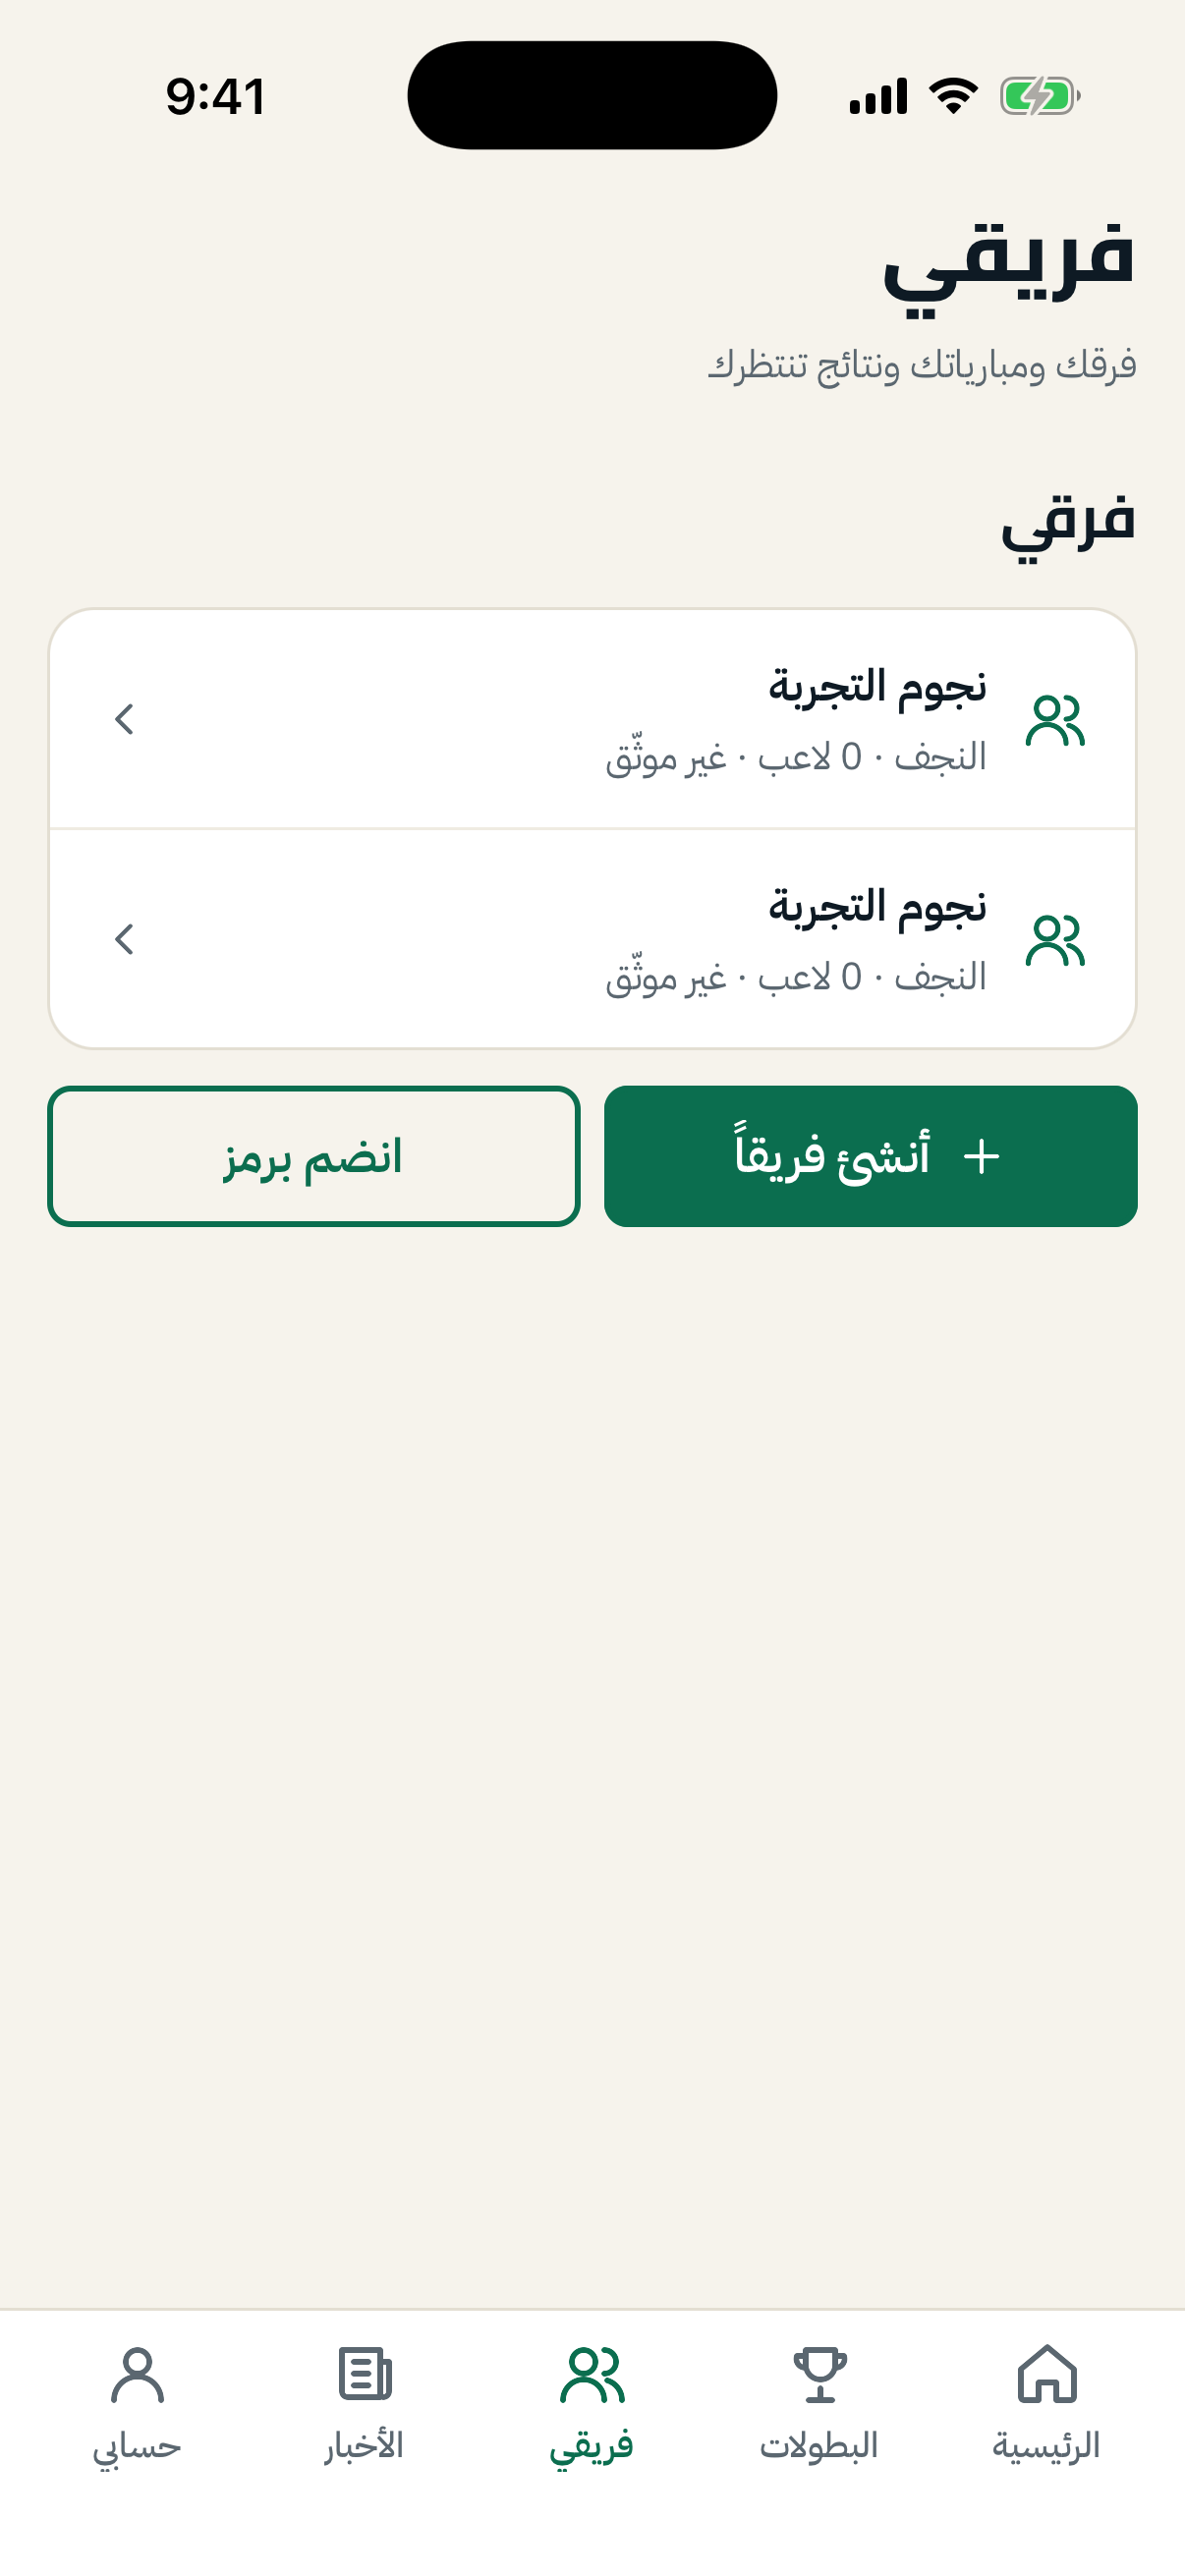 9:41
فريقي
فرقك ومبارياتك ونتائج تنتظرك
فرقي
نجوم التجربة
النجف · 0 لاعب · غير موثّق
نجوم التجربة
النجف · 0 لاعب · غير موثّق
أنشئ فريقاً
انضم برمز
الرئيسية
البطولات
فريقي
الأخبار
حسابي